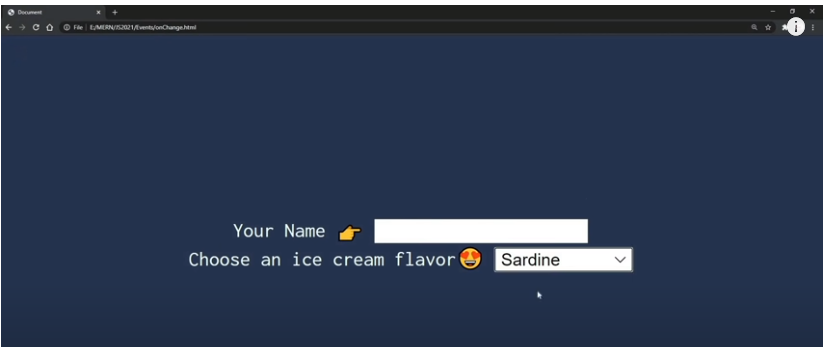 Document
File | E:/MERN/JS2021/Events/onChange.html
Your Name 👉
Choose an ice cream flavor😍 Sardine